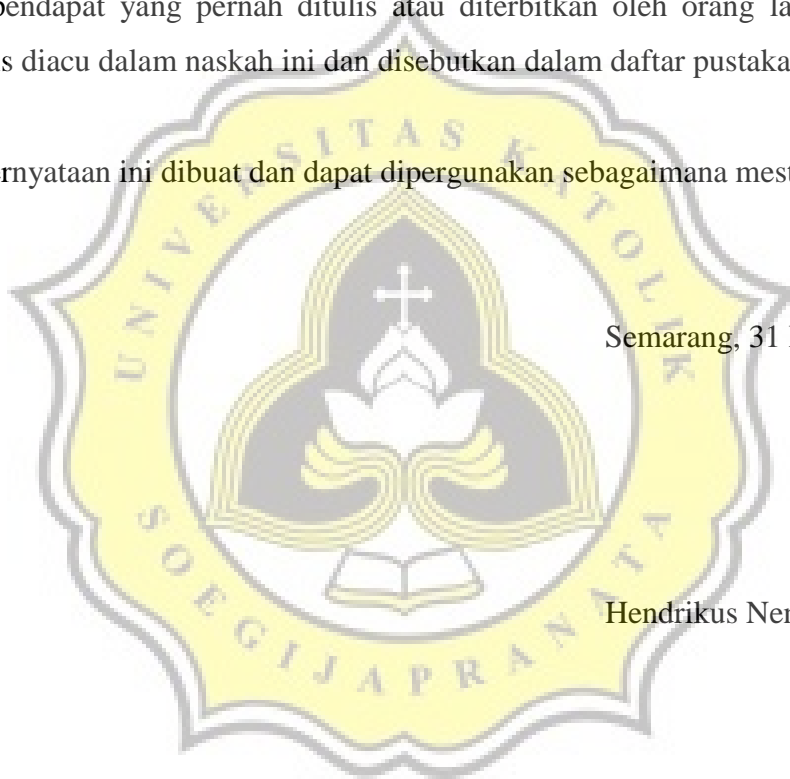 pendapat yang pernah ditulis atau diterbitkan oleh orang la
s diacu dalam naskah ini dan disebutkan dalam daftar pustaka
rnyataan ini dibuat dan dapat dipergunakan sebagaimana mest
UNIVERSITAS KATOLIK
Semarang, 31
SOEGIJAPRANATA
Hendrikus Ner